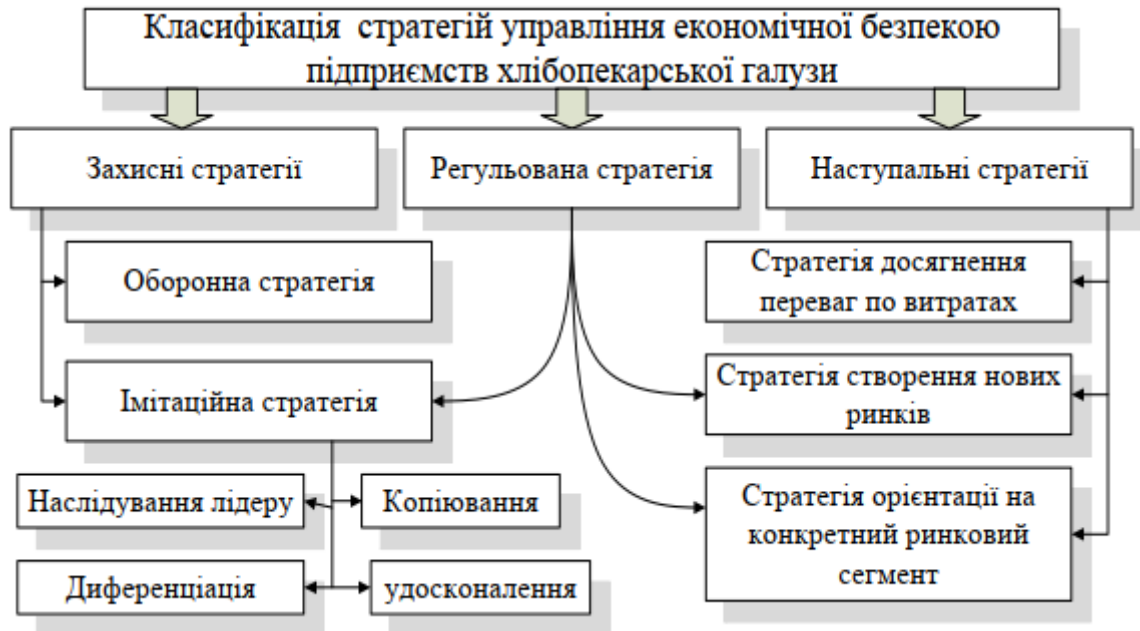 Класифікація стратегій управління економічної безпекою
підприємств хлібопекарської галузи
Захисні стратегії
Регульована стратегія
Наступальні стратегії
Оборонна стратегія
Стратегія досягнення
переваг по витратах
Імітаційна стратегія
Стратегія створення нових
ринків
Наслідування лідеру
Копіювання
Стратегія орієнтації на
конкретний ринковий
сегмент
Диференціація
удосконалення